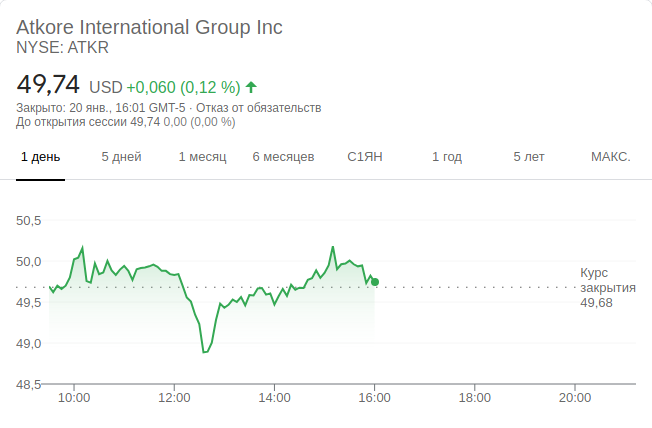 Atkore International Group Inc
NYSE: ATKR
49,74 USD +0,060 (0,12 %)
Закрыто: 20 янв., 16:01 GMT-5 · Отказ от обязательств
До открытия сессии 49,74 0,00 (0,00 %)
1 день 5 дней 1 месяц 6 месяцев С1ЯН 1 год 5 лет МАКС.
50,5
50,0
Курс
закрытия
49,68
49,5
49,0
48,5
10:00 12:00 14:00 16:00 18:00 20:00